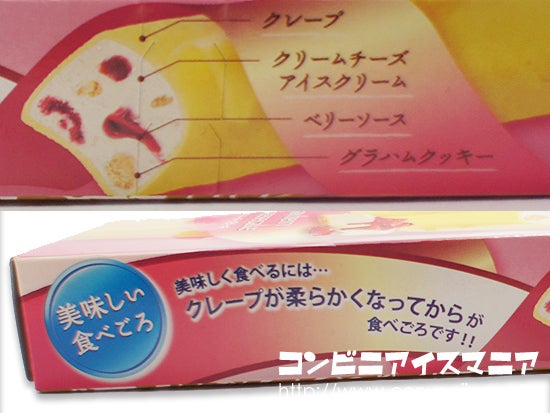 クレープ
クリームチーズ
アイスクリーム
ベリーソース
グラハムクッキー
美味しい
食べごろ
美味しく食べるには…
クレープが柔らかくなってからが
食べごろです!!
コンビニアイスマニア